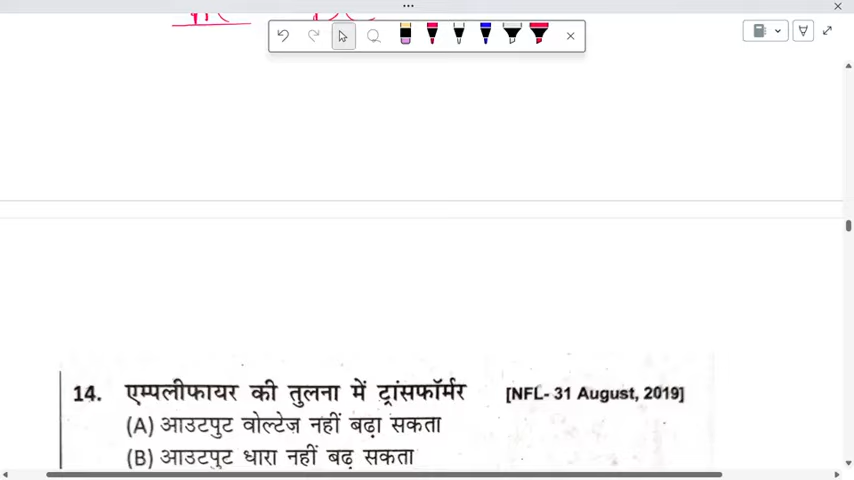 14. एम्पलीफायर की तुलना में ट्रांसफॉर्मर [NFL- 31 August, 2019]
(A) आउटपुट वोल्टेज़ नहीं बढ़ा सकता
(B) आउटपुट धारा नहीं बढ़ सकता